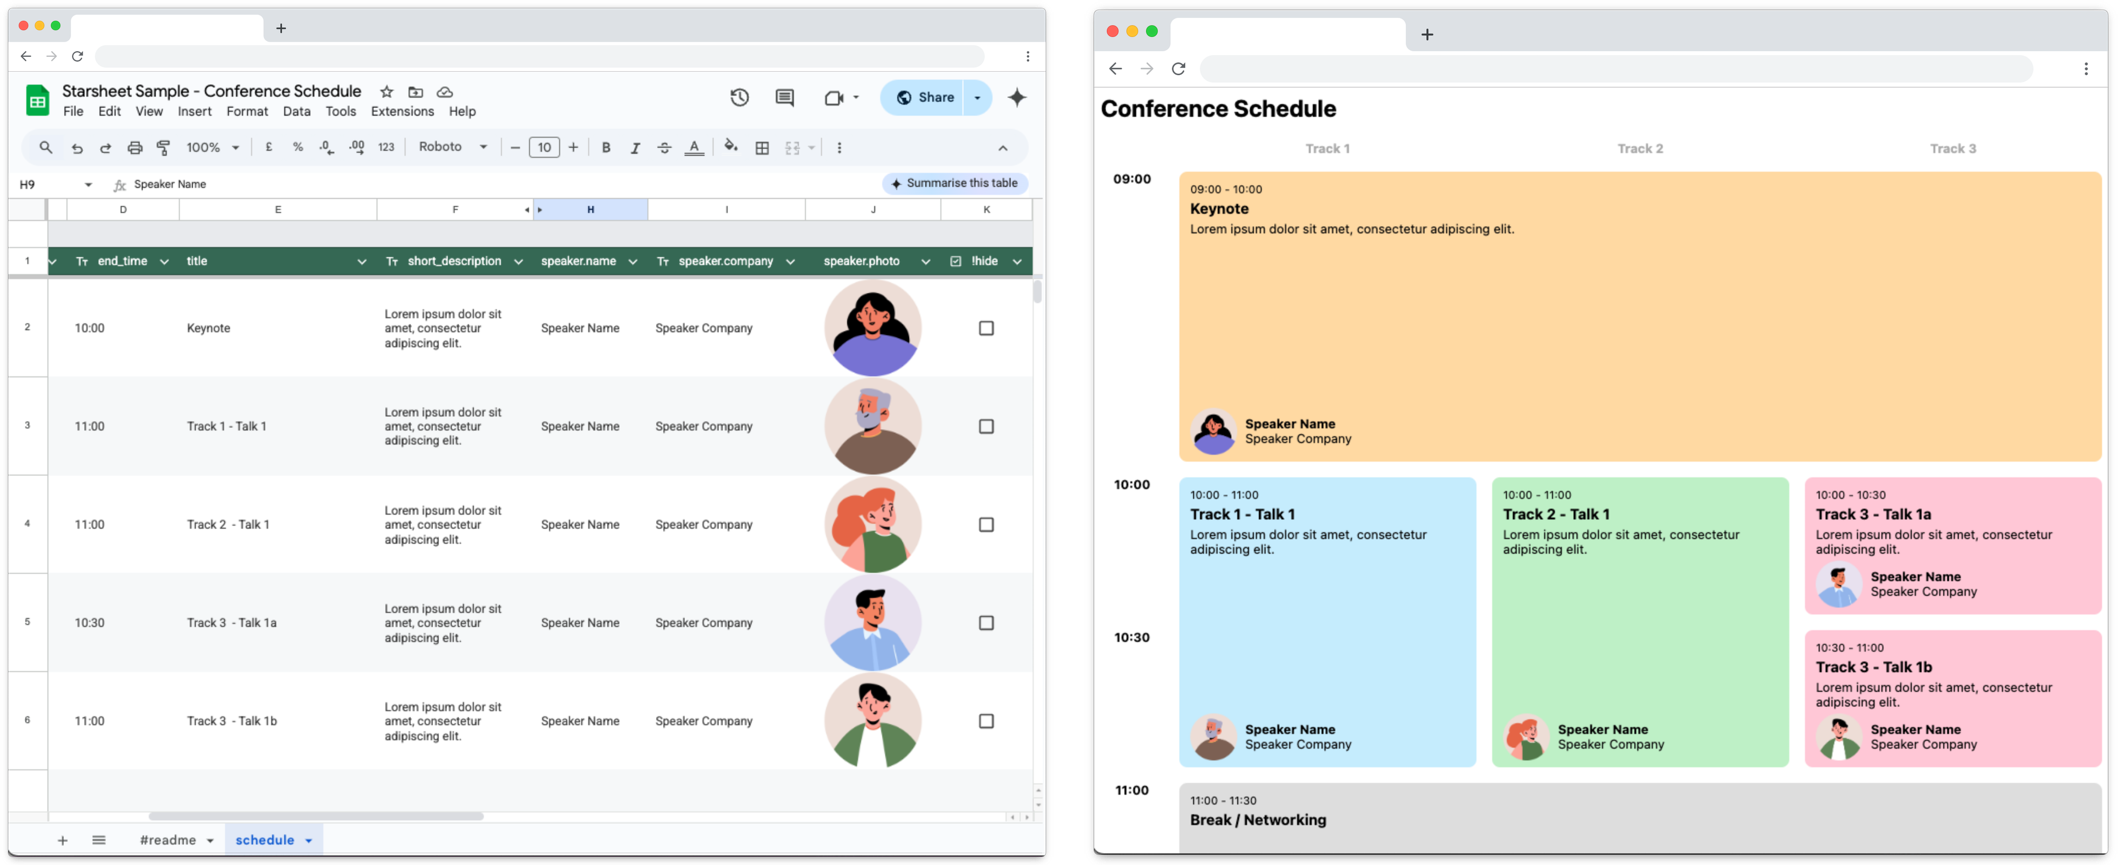 Starsheet Sample - Conference Schedule
File Edit View Insert Format Data Tools Extensions Help
Share
100% £ % .0 .00 123 Roboto 10 B I A
H9 fx Speaker Name
Summarise this table
D E F H I J K
1 Tт end_time title Tт short_description speaker.name Tт speaker.company speaker.photo !hide
2 10:00 Keynote Lorem ipsum dolor sit Speaker Name Speaker Company
amet, consectetur
adipiscing elit.
3 11:00 Track 1 - Talk 1 Lorem ipsum dolor sit Speaker Name Speaker Company
amet, consectetur
adipiscing elit.
4 11:00 Track 2 - Talk 1 Lorem ipsum dolor sit Speaker Name Speaker Company
amet, consectetur
adipiscing elit.
5 10:30 Track 3 - Talk 1a Lorem ipsum dolor sit Speaker Name Speaker Company
amet, consectetur
adipiscing elit.
6 11:00 Track 3 - Talk 1b Lorem ipsum dolor sit Speaker Name Speaker Company
amet, consectetur
adipiscing elit.
#readme schedule
Conference Schedule
Track 1 Track 2 Track 3
09:00
09:00 - 10:00
Keynote
Lorem ipsum dolor sit amet, consectetur adipiscing elit.
Speaker Name
Speaker Company
10:00
10:00 - 11:00
Track 1 - Talk 1
Lorem ipsum dolor sit amet, consectetur
adipiscing elit.
Speaker Name
Speaker Company
10:00 - 11:00
Track 2 - Talk 1
Lorem ipsum dolor sit amet, consectetur
adipiscing elit.
Speaker Name
Speaker Company
10:00 - 10:30
Track 3 - Talk 1a
Lorem ipsum dolor sit amet, consectetur
adipiscing elit.
Speaker Name
Speaker Company
10:30
10:30 - 11:00
Track 3 - Talk 1b
Lorem ipsum dolor sit amet, consectetur
adipiscing elit.
Speaker Name
Speaker Company
11:00
11:00 - 11:30
Break / Networking